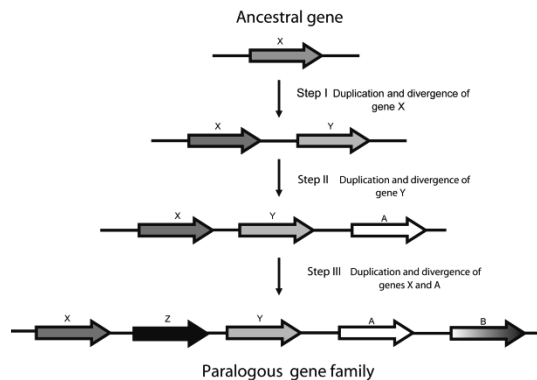 Ancestral gene
X
Step I Duplication and divergence of
gene X
X Y
Step II Duplication and divergence of
gene Y
X Y A
Step III Duplication and divergence of
genes X and A
X Z Y A B
Paralogous gene family